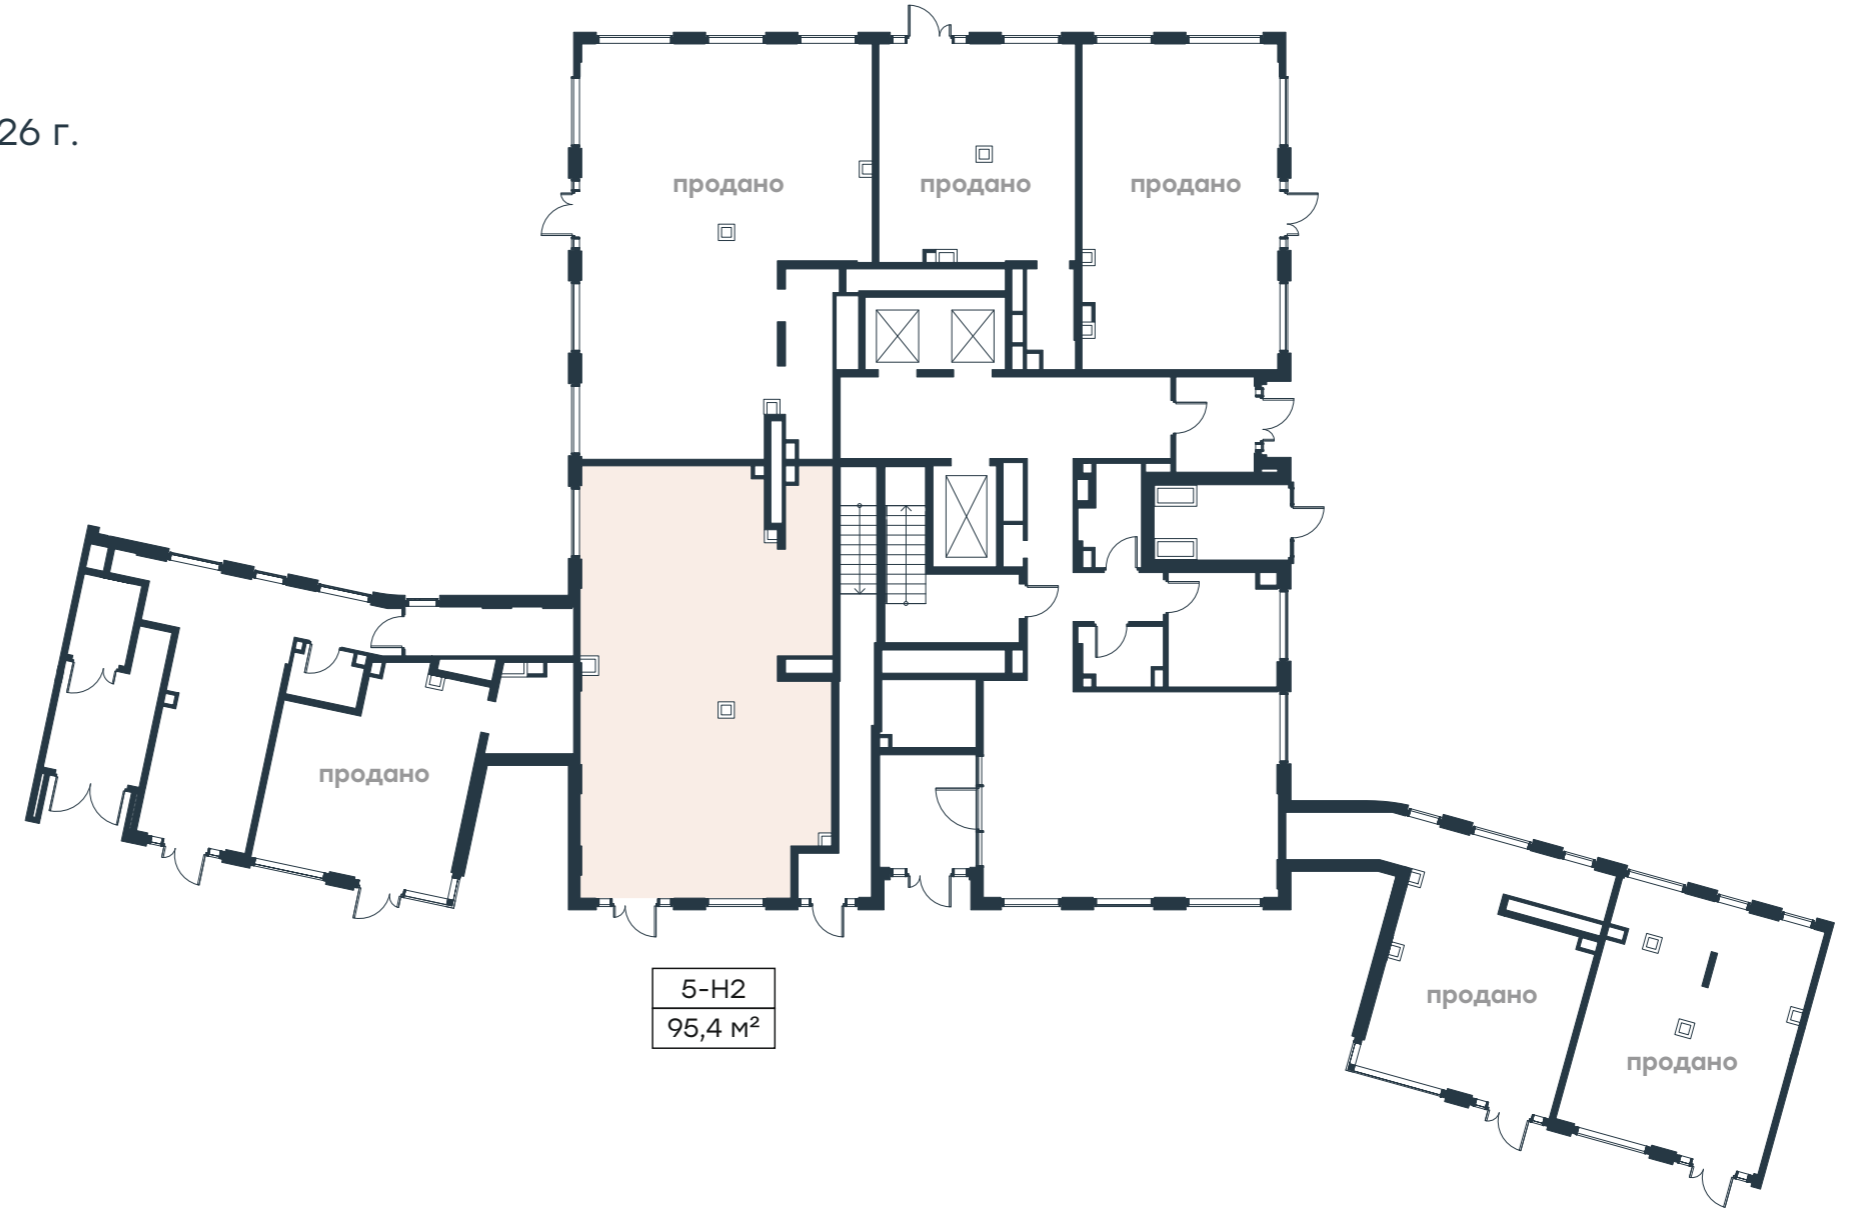 26 г.
продано
продано
продано
продано
5-Н2
95,4 м²
продано
продано